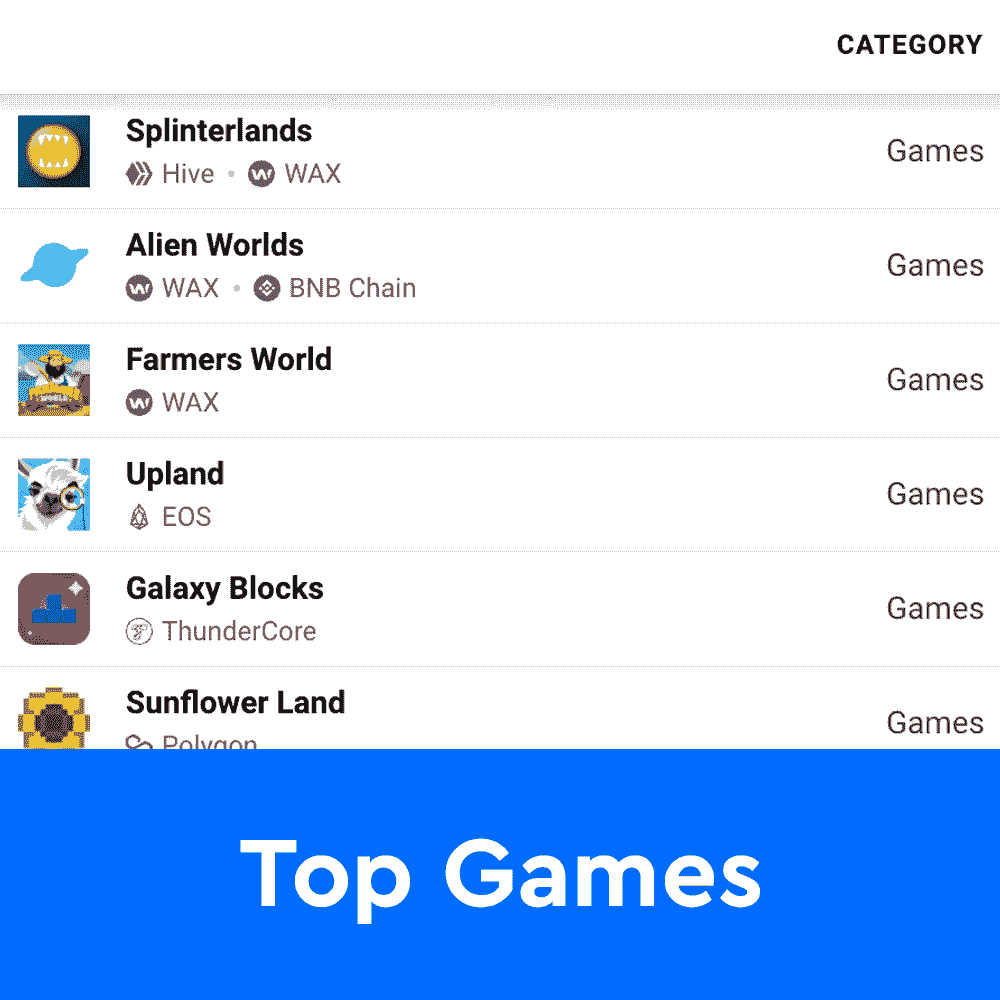 CATEGORY
Splinterlands
Hive • WAX
Games
Alien Worlds
WAX • BNB Chain
Games
Farmers World
WAX
Games
Upland
EOS
Games
Galaxy Blocks
ThunderCore
Games
Sunflower Land
Polygon
Games
Top Games